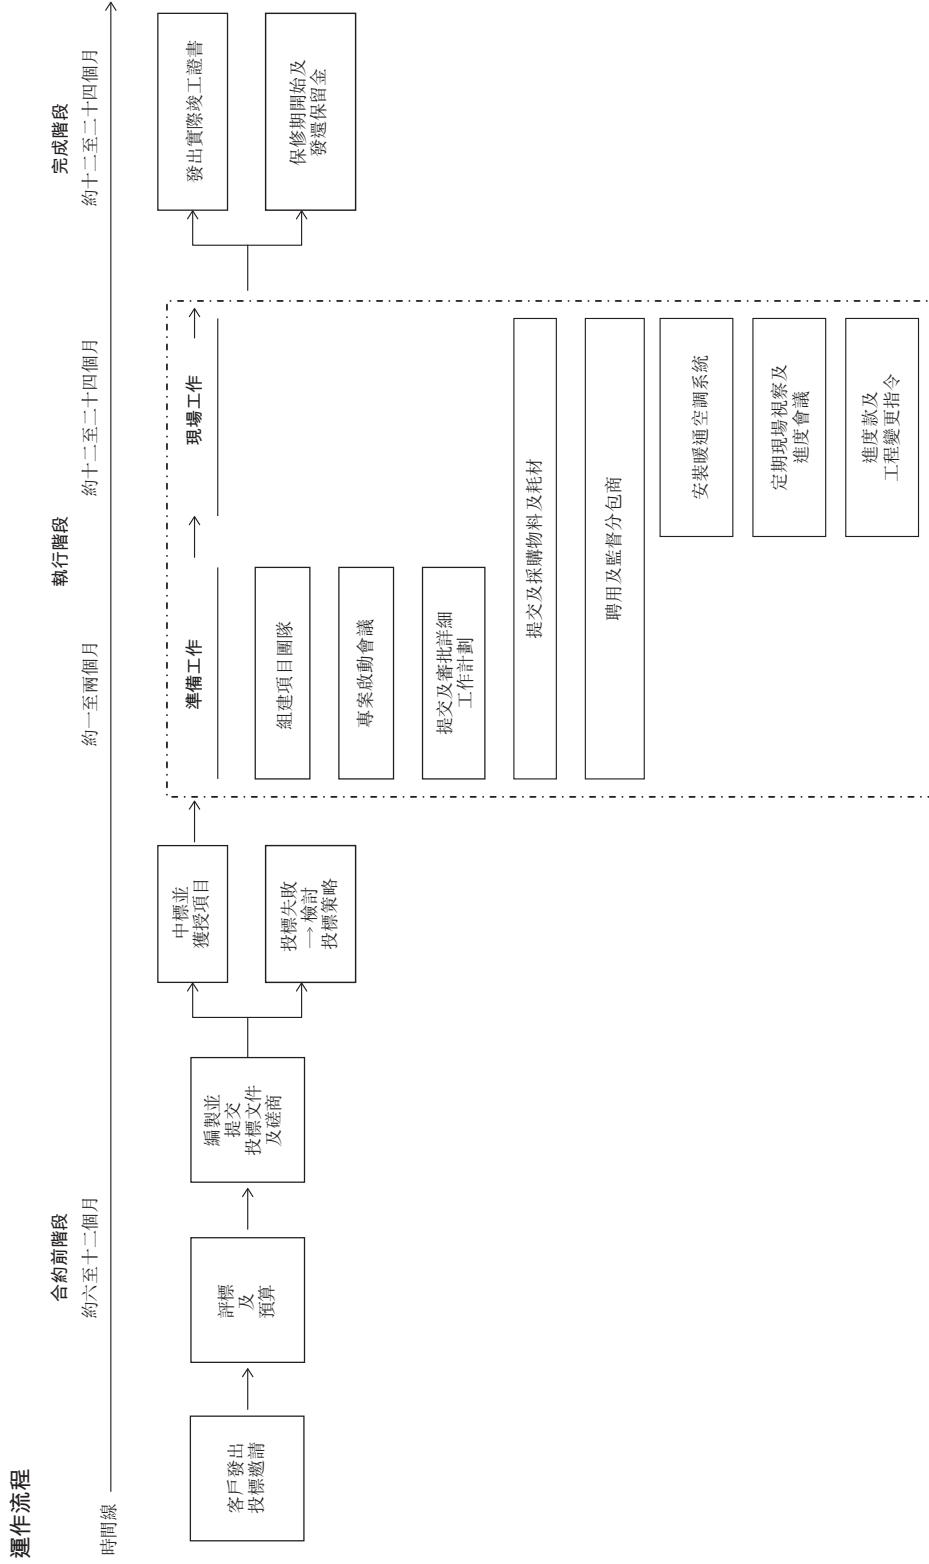 運作流程
時間線
合約前階段
約六至十二個月
執行階段
約一至兩個月
約十二至二十四個月
完成階段
約十二至二十四個月
客戶發出
投標邀請
評標
及
預算
編製並
提交
投標文件
及磋商
中標並
獲授項目
投標失敗
→檢討
投標策略
準備工作
現場工作
組建項目團隊
專案啟動會議
提交及審批詳細
工作計劃
提交及採購物料及耗材
聘用及監督分包商
安裝暖通空調系統
定期現場視察及
進度會議
進度款及
工程變更指令
發出實際竣工證書
保修期開始及
發還保留金